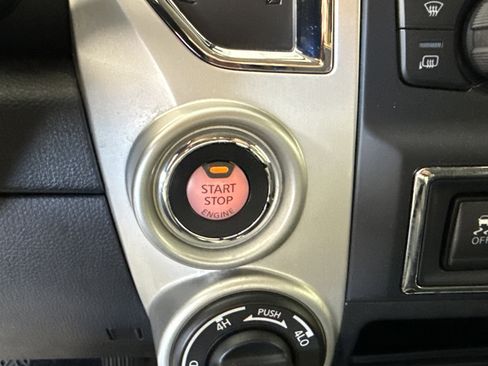 START
STOP
ENGINE
OFF
4H PUSH 4LO